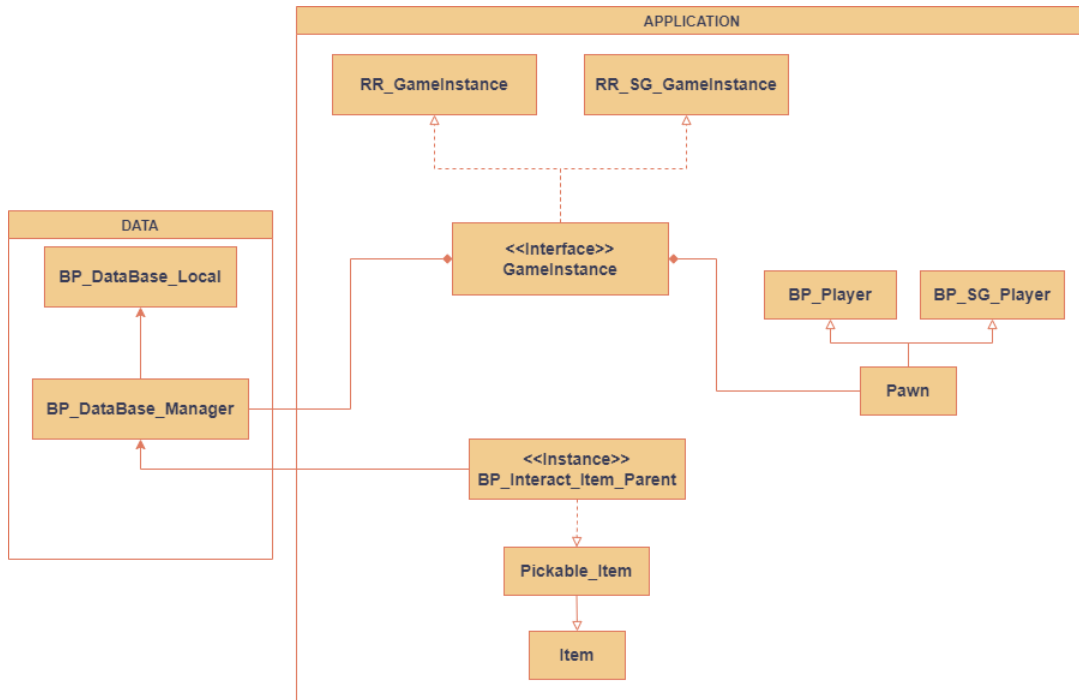 APPLICATION
RR_GameInstance
RR_SG_GameInstance
DATA
BP_DataBase_Local
<<Interface>>
GameInstance
BP_Player
BP_SG_Player
BP_DataBase_Manager
Pawn
<<Instance>>
BP_Interact_Item_Parent
Pickable_Item
Item